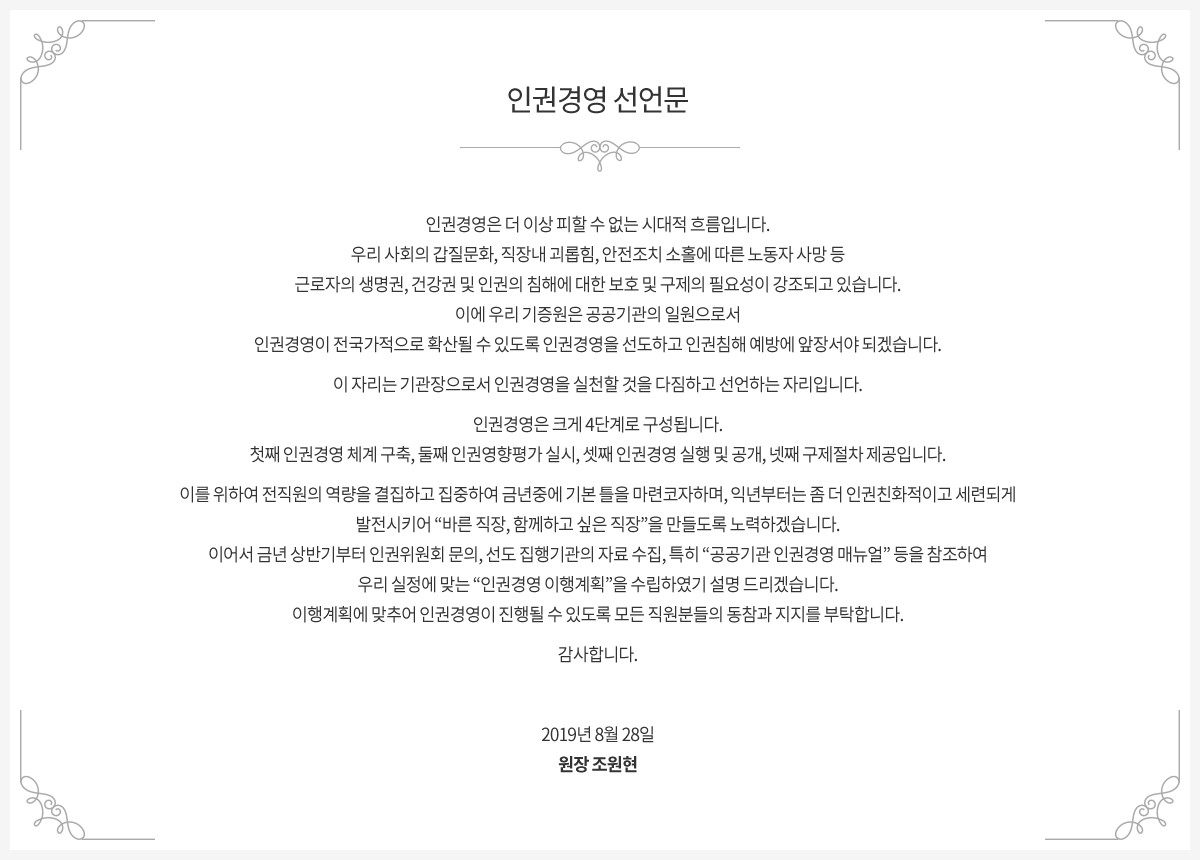 인권경영 선언문
인권경영은 더 이상 피할 수 없는 시대적 흐름입니다.
우리 사회의 갑질문화, 직장내 괴롭힘, 안전조치 소홀에 따른 노동자 사망 등
근로자의 생명권, 건강권 및 인권의 침해에 대한 보호 및 구제의 필요성이 강조되고 있습니다.
이에 우리 기증원은 공공기관의 일원으로서
인권경영이 전국가적으로 확산될 수 있도록 인권경영을 선도하고 인권침해 예방에 앞장서야 되겠습니다.
이 자리는 기관장으로서 인권경영을 실천할 것을 다짐하고 선언하는 자리입니다.
인권경영은 크게 4단계로 구성됩니다.
첫째 인권경영 체계 구축, 둘째 인권영향평가 실시, 셋째 인권경영 실행 및 공개, 넷째 구제절차 제공입니다.
이를 위하여 전직원의 역량을 결집하고 집중하여 금년중에 기본 틀을 마련코자하며, 익년부터는 좀 더 인권친화적이고 세련되게
발전시키어 “바른 직장, 함께하고 싶은 직장”을 만들도록 노력하겠습니다.
이어서 금년 상반기부터 인권위원회 문의, 선도 집행기관의 자료 수집, 특히 “공공기관 인권경영 매뉴얼” 등을 참조하여
우리 실정에 맞는 “인권경영 이행계획”을 수립하였기 설명 드리겠습니다.
이행계획에 맞추어 인권경영이 진행될 수 있도록 모든 직원분들의 동참과 지지를 부탁합니다.
감사합니다.
2019년 8월 28일
원장 조원현